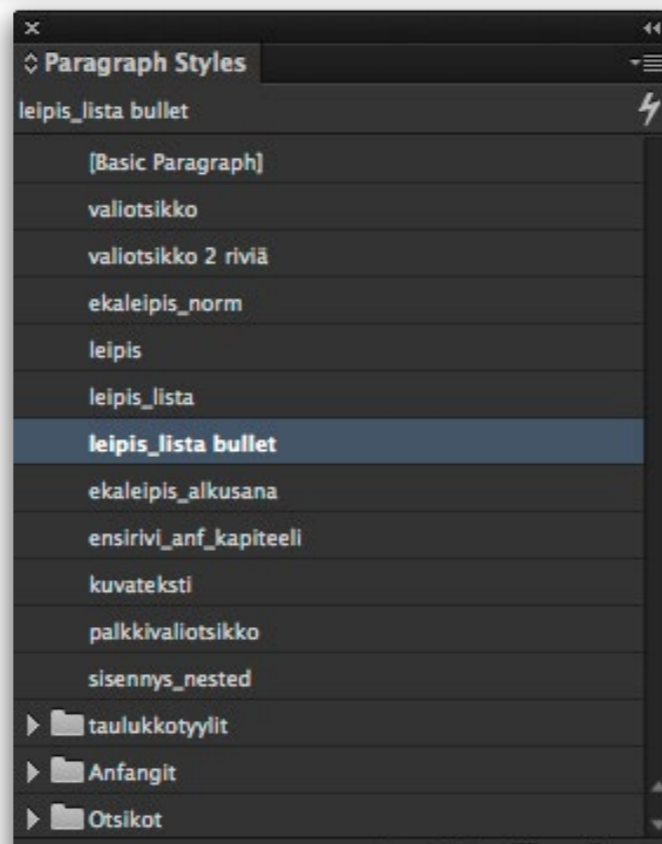 Paragraph Styles
leipis_lista bullet
[Basic Paragraph]
valiotsikko
valiotsikko 2 riviä
ekaleipis_norm
leipis
leipis_lista
leipis_lista bullet
ekaleipis_alkusana
ensirivi_anf_kapiteeli
kuvateksti
palkkivaliotsikko
sisennys_nested
taulukkotyylit
Anfangit
Otsikot